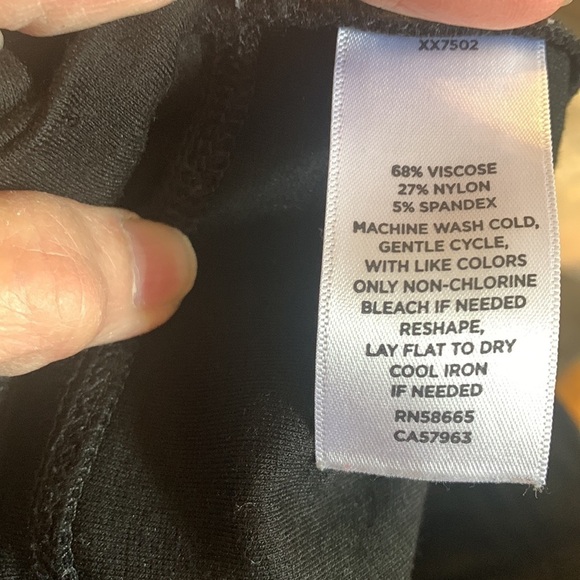 XX7502
68% VISCOSE
27% NYLON
5% SPANDEX
MACHINE WASH COLD,
GENTLE CYCLE,
WITH LIKE COLORS
ONLY NON-CHLORINE
BLEACH IF NEEDED
RESHAPE,
LAY FLAT TO DRY
COOL IRON
IF NEEDED
RN58665
CA57963